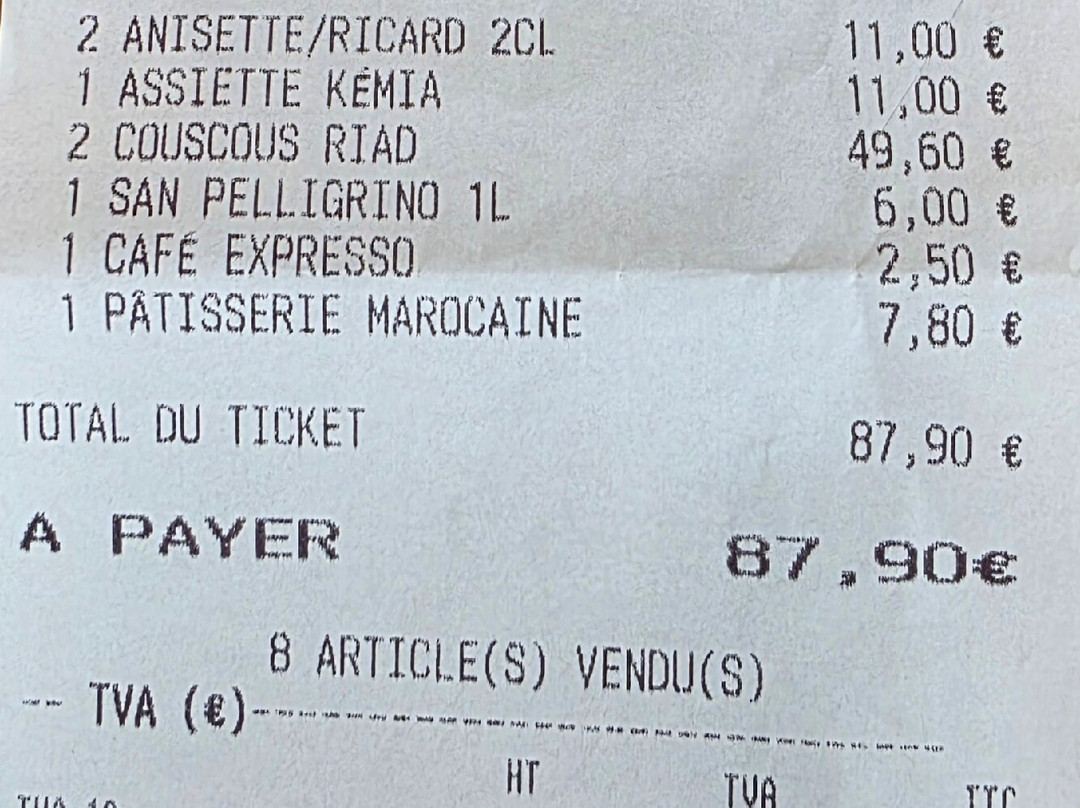 2 ANISETTE/RICARD 2CL 11,00 €
1 ASSIETTE KÉMIA 11,00 €
2 COUSCOUS RIAD 49,60 €
1 SAN PELLIGRINO 1L 6,00 €
1 CAFÉ EXPRESSO 2,50 €
1 PÂTISSERIE MAROCAINE 7,80 €
TOTAL DU TICKET 87,90 €
A PAYER 87,90€
8 ARTICLE(S) VENDU(S)
-- TVA (€)--------------------------------
HT TVA TTC